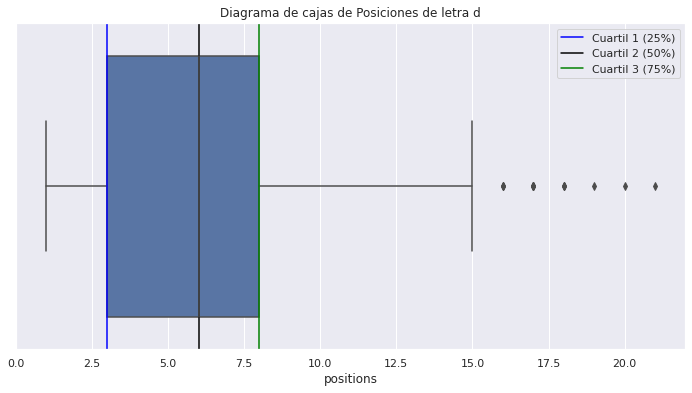 Diagrama de cajas de Posiciones de letra d
Cuartil 1 (25%)
Cuartil 2 (50%)
Cuartil 3 (75%)
0.0 2.5 5.0 7.5 10.0 12.5 15.0 17.5 20.0
positions